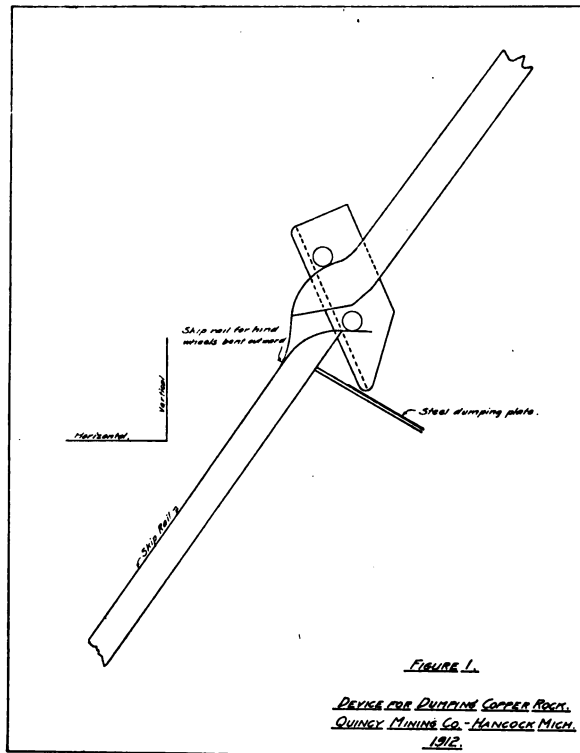 Skip rail for hind
wheels bent outward
Vertical
Horizontal.
Steel dumping plate.
Skip Rail
FIGURE 1.
DEVICE FOR DUMPING COPPER ROCK.
QUINCY MINING CO. - HANCOCK MICH.
1912.